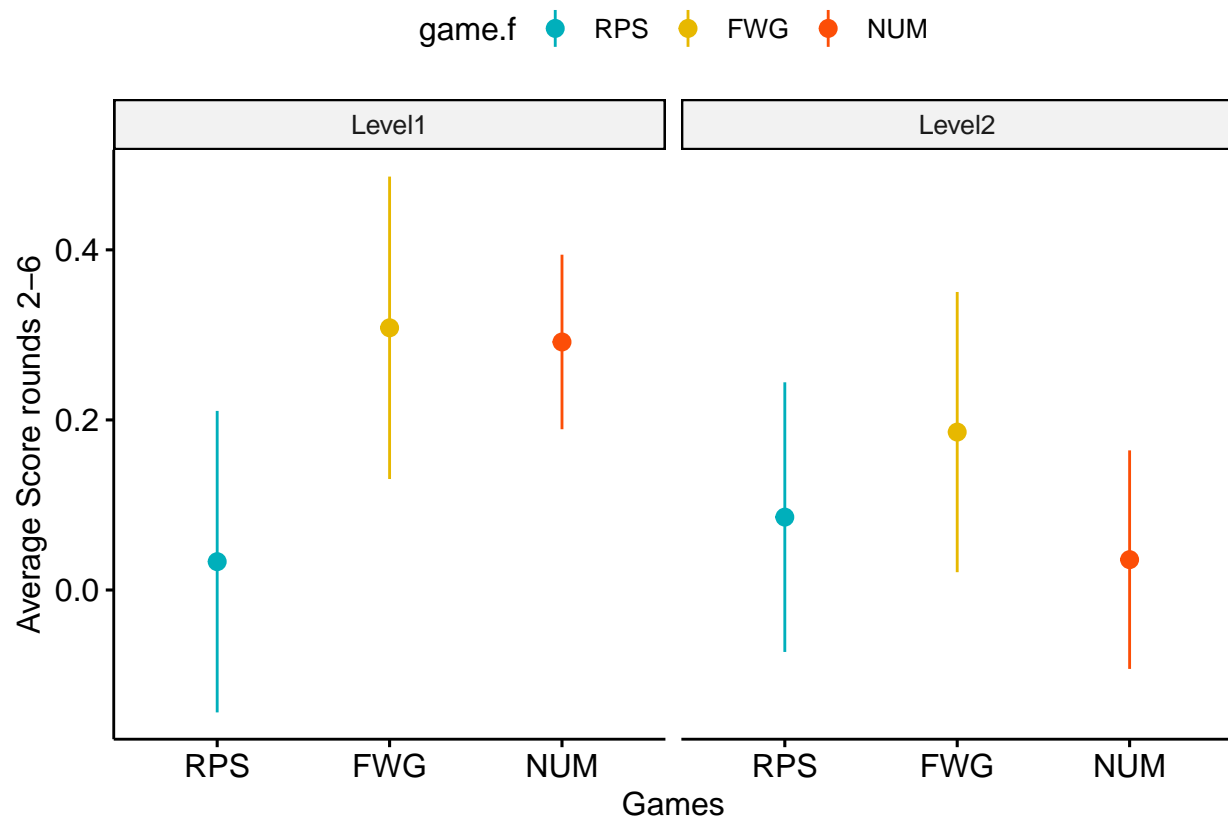 game.f RPS FWG NUM
Level1 Level2
Average Score rounds 2−6
0.4
0.2
0.0
RPS FWG NUM RPS FWG NUM
Games